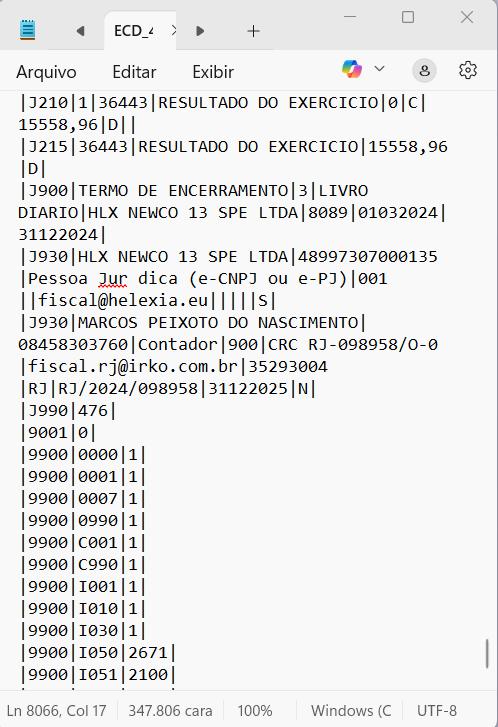 ECD_4
Arquivo Editar Exibir
|J210|1|36443|RESULTADO DO EXERCICIO|0|C|
15558,96|D||
|J215|36443|RESULTADO DO EXERCICIO|15558,96
|D|
|J900|TERMO DE ENCERRAMENTO|3|LIVRO
DIARIO|HLX NEWCO 13 SPE LTDA|8089|01032024|
31122024|
|J930|HLX NEWCO 13 SPE LTDA|48997307000135
|Pessoa Jur dica (e-CNPJ ou e-PJ)|001
||fiscal@helexia.eu|||||S|
|J930|MARCOS PEIXOTO DO NASCIMENTO|
08458303760|Contador|900|CRC RJ-098958/O-0
|fiscal.rj@irko.com.br|35293004
|RJ|RJ/2024/098958|31122025|N|
|J990|476|
|9001|0|
|9900|0000|1|
|9900|0001|1|
|9900|0007|1|
|9900|0990|1|
|9900|C001|1|
|9900|C990|1|
|9900|I001|1|
|9900|I010|1|
|9900|I030|1|
|9900|I050|2671|
|9900|I051|2100|
Ln 8066, Col 17 347.806 cara 100% Windows (C UTF-8